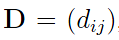 D = (d_{ij}),